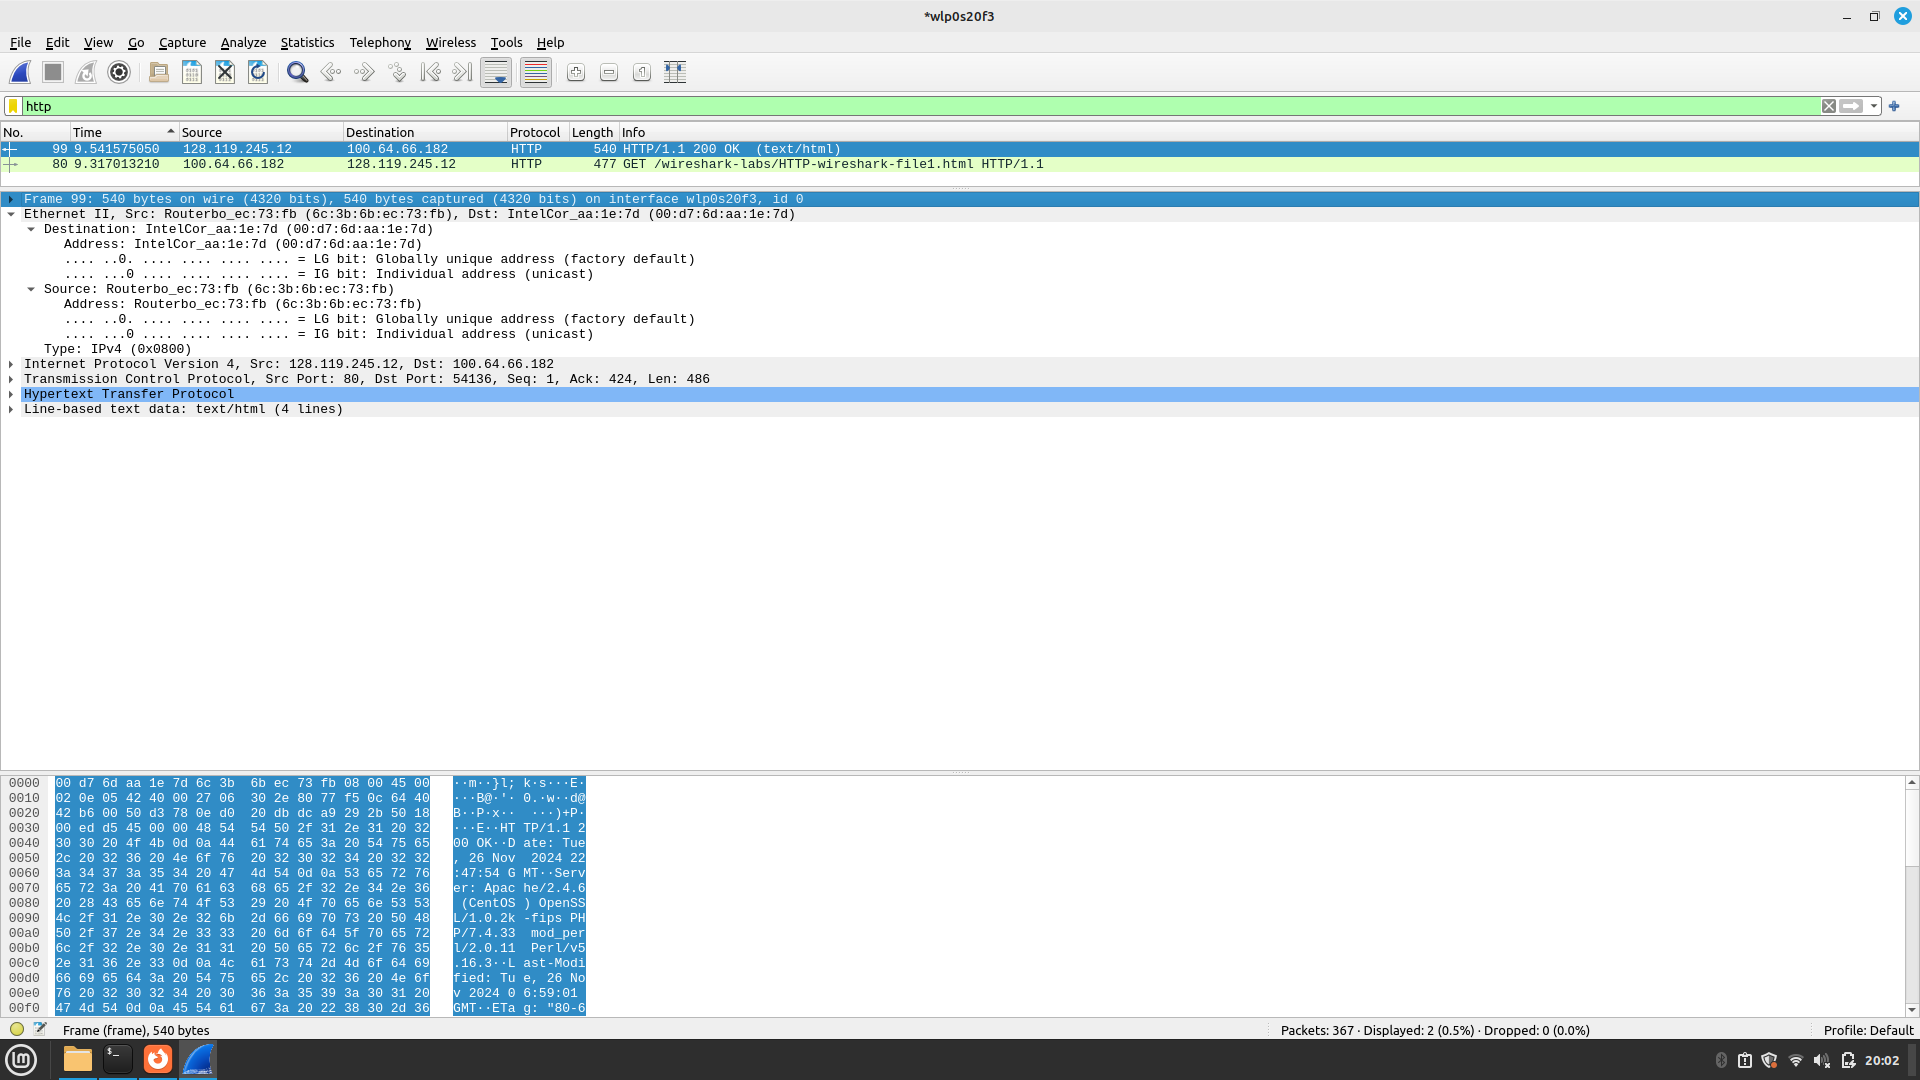 *wlp0s20f3
File Edit View Go Capture Analyze Statistics Telephony Wireless Tools Help
http
No. Time Source Destination Protocol Length Info
99 9.541575050 128.119.245.12 100.64.66.182 HTTP 540 HTTP/1.1 200 OK (text/html)
80 9.317013210 100.64.66.182 128.119.245.12 HTTP 477 GET /wireshark-labs/HTTP-wireshark-file1.html HTTP/1.1
Frame 99: 540 bytes on wire (4320 bits), 540 bytes captured (4320 bits) on interface wlp0s20f3, id 0
Ethernet II, Src: Routerbo_ec:73:fb (6c:3b:6b:ec:73:fb), Dst: IntelCor_aa:1e:7d (00:d7:6d:aa:1e:7d)
Destination: IntelCor_aa:1e:7d (00:d7:6d:aa:1e:7d)
Address: IntelCor_aa:1e:7d (00:d7:6d:aa:1e:7d)
.... ..0. .... .... .... .... = LG bit: Globally unique address (factory default)
.... ...0 .... .... .... .... = IG bit: Individual address (unicast)
Source: Routerbo_ec:73:fb (6c:3b:6b:ec:73:fb)
Address: Routerbo_ec:73:fb (6c:3b:6b:ec:73:fb)
.... ..0. .... .... .... .... = LG bit: Globally unique address (factory default)
.... ...0 .... .... .... .... = IG bit: Individual address (unicast)
Type: IPv4 (0x0800)
Internet Protocol Version 4, Src: 128.119.245.12, Dst: 100.64.66.182
Transmission Control Protocol, Src Port: 80, Dst Port: 54136, Seq: 1, Ack: 424, Len: 486
Hypertext Transfer Protocol
Line-based text data: text/html (4 lines)
0000 00 d7 6d aa 1e 7d 6c 3b 6b ec 73 fb 08 00 45 00 ··m··}l; k·s···E·
0010 02 0e 05 42 40 00 27 06 30 2e 80 77 f5 0c 64 40 ···B@·'· 0.·w··d@
0020 42 b6 00 50 d3 78 0e d0 20 db dc a9 29 2b 50 18 B··P·x·· ···)+P·
0030 00 ed d5 45 00 00 48 54 54 50 2f 31 2e 31 20 32 ···E··HT TP/1.1 2
0040 30 30 20 4f 4b 0d 0a 44 61 74 65 3a 20 54 75 65 00 OK··D ate: Tue
0050 2c 20 32 36 20 4e 6f 76 20 32 30 32 34 20 32 32 , 26 Nov 2024 22
0060 3a 34 37 3a 35 34 20 47 4d 54 0d 0a 53 65 72 76 :47:54 G MT··Serv
0070 65 72 3a 20 41 70 61 63 68 65 2f 32 2e 34 2e 36 er: Apac he/2.4.6
0080 20 28 43 65 6e 74 4f 53 29 20 4f 70 65 6e 53 53 (CentOS ) OpenSS
0090 4c 2f 31 2e 30 2e 32 6b 2d 66 69 70 73 20 50 48 L/1.0.2k -fips PH
00a0 50 2f 37 2e 34 2e 33 33 20 6d 6f 64 5f 70 65 72 P/7.4.33 mod_per
00b0 6c 2f 32 2e 30 2e 31 31 20 50 65 72 6c 2f 76 35 l/2.0.11 Perl/v5
00c0 2e 31 36 2e 33 0d 0a 4c 61 73 74 2d 4d 6f 64 69 .16.3··L ast-Modi
00d0 66 69 65 64 3a 20 54 75 65 2c 20 32 36 20 4e 6f fied: Tu e, 26 No
00e0 76 20 32 30 32 34 20 30 36 3a 35 39 3a 30 31 20 v 2024 0 6:59:01
00f0 47 4d 54 0d 0a 45 54 61 67 3a 20 22 38 30 2d 36 GMT··ETa g: "80-6
Frame (frame), 540 bytes
Packets: 367 · Displayed: 2 (0.5%) · Dropped: 0 (0.0%)
Profile: Default
20:02